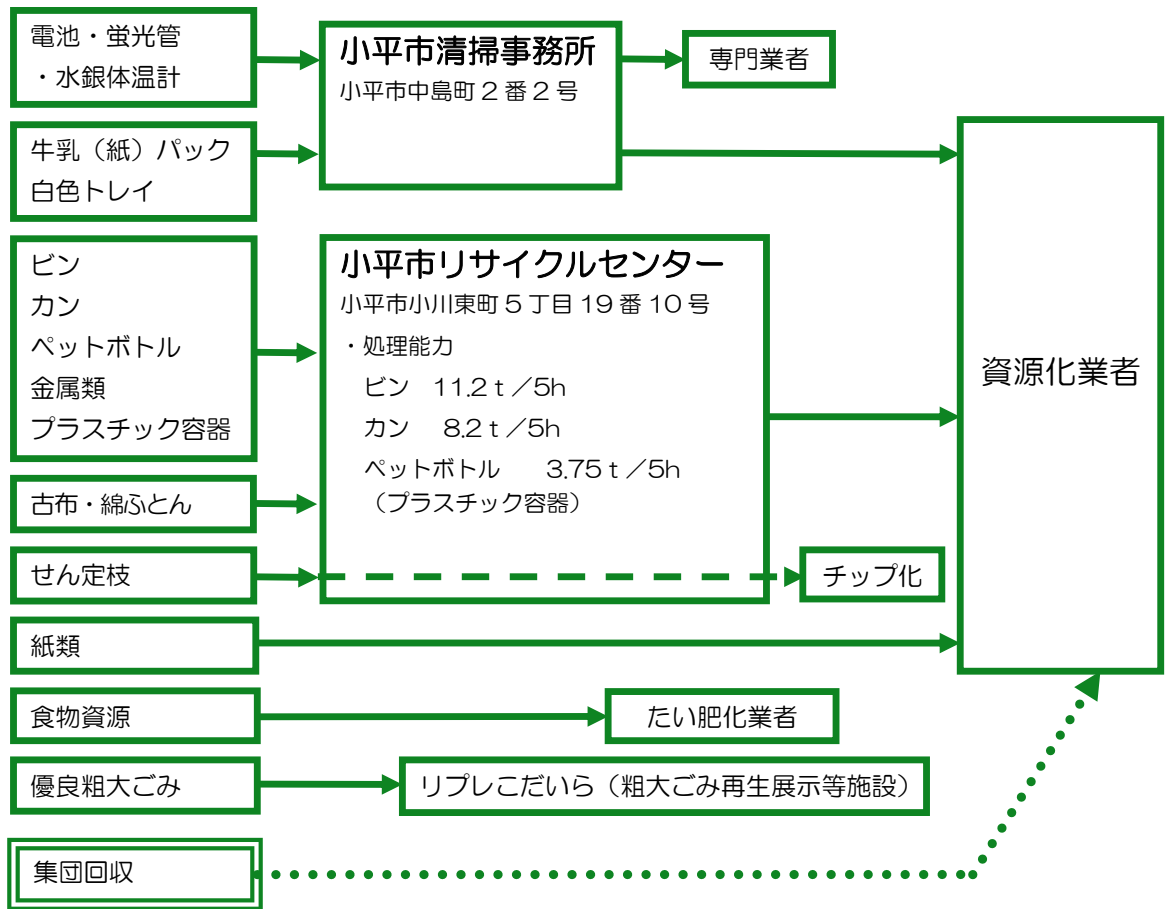 電池・蛍光管
・水銀体温計
小平市清掃事務所
小平市中島町2番2号
専門業者
牛乳（紙）パック
白色トレイ
ビン
カン
ペットボトル
金属類
プラスチック容器
小平市リサイクルセンター
小平市小川東町5丁目19番10号
・処理能力
ビン 11.2t／5h
カン 8.2t／5h
ペットボトル 3.75t／5h
（プラスチック容器）
資源化業者
古布・綿ふとん
せん定枝
チップ化
紙類
食物資源
たい肥化業者
優良粗大ごみ
リプレこだいら（粗大ごみ再生展示等施設）
集団回収